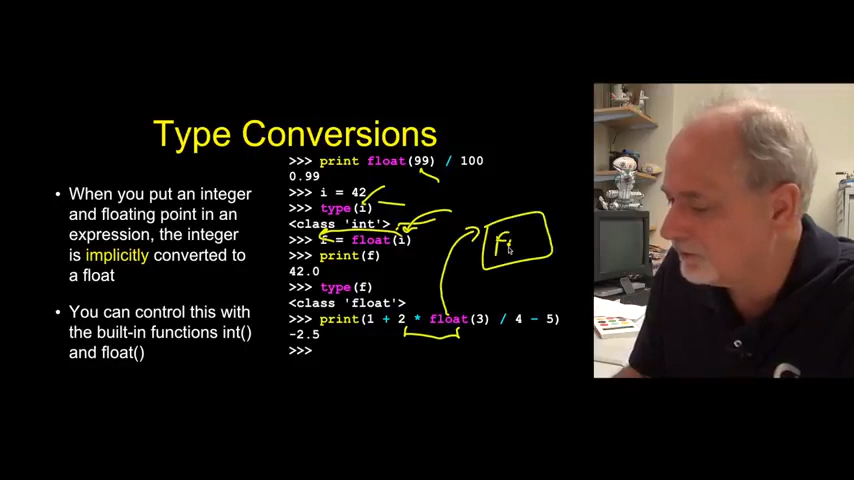 Type Conversions
• When you put an integer
and floating point in an
expression, the integer
is implicitly converted to
a float
• You can control this with
the built-in functions int()
and float()
>>> print float(99) / 100
0.99
>>> i = 42
>>> type(i)
<class 'int'>
>>> f = float(i)
>>> print(f)
42.0
>>> type(f)
<class 'float'>
>>> print(1 + 2 * float(3) / 4 - 5)
-2.5
>>>